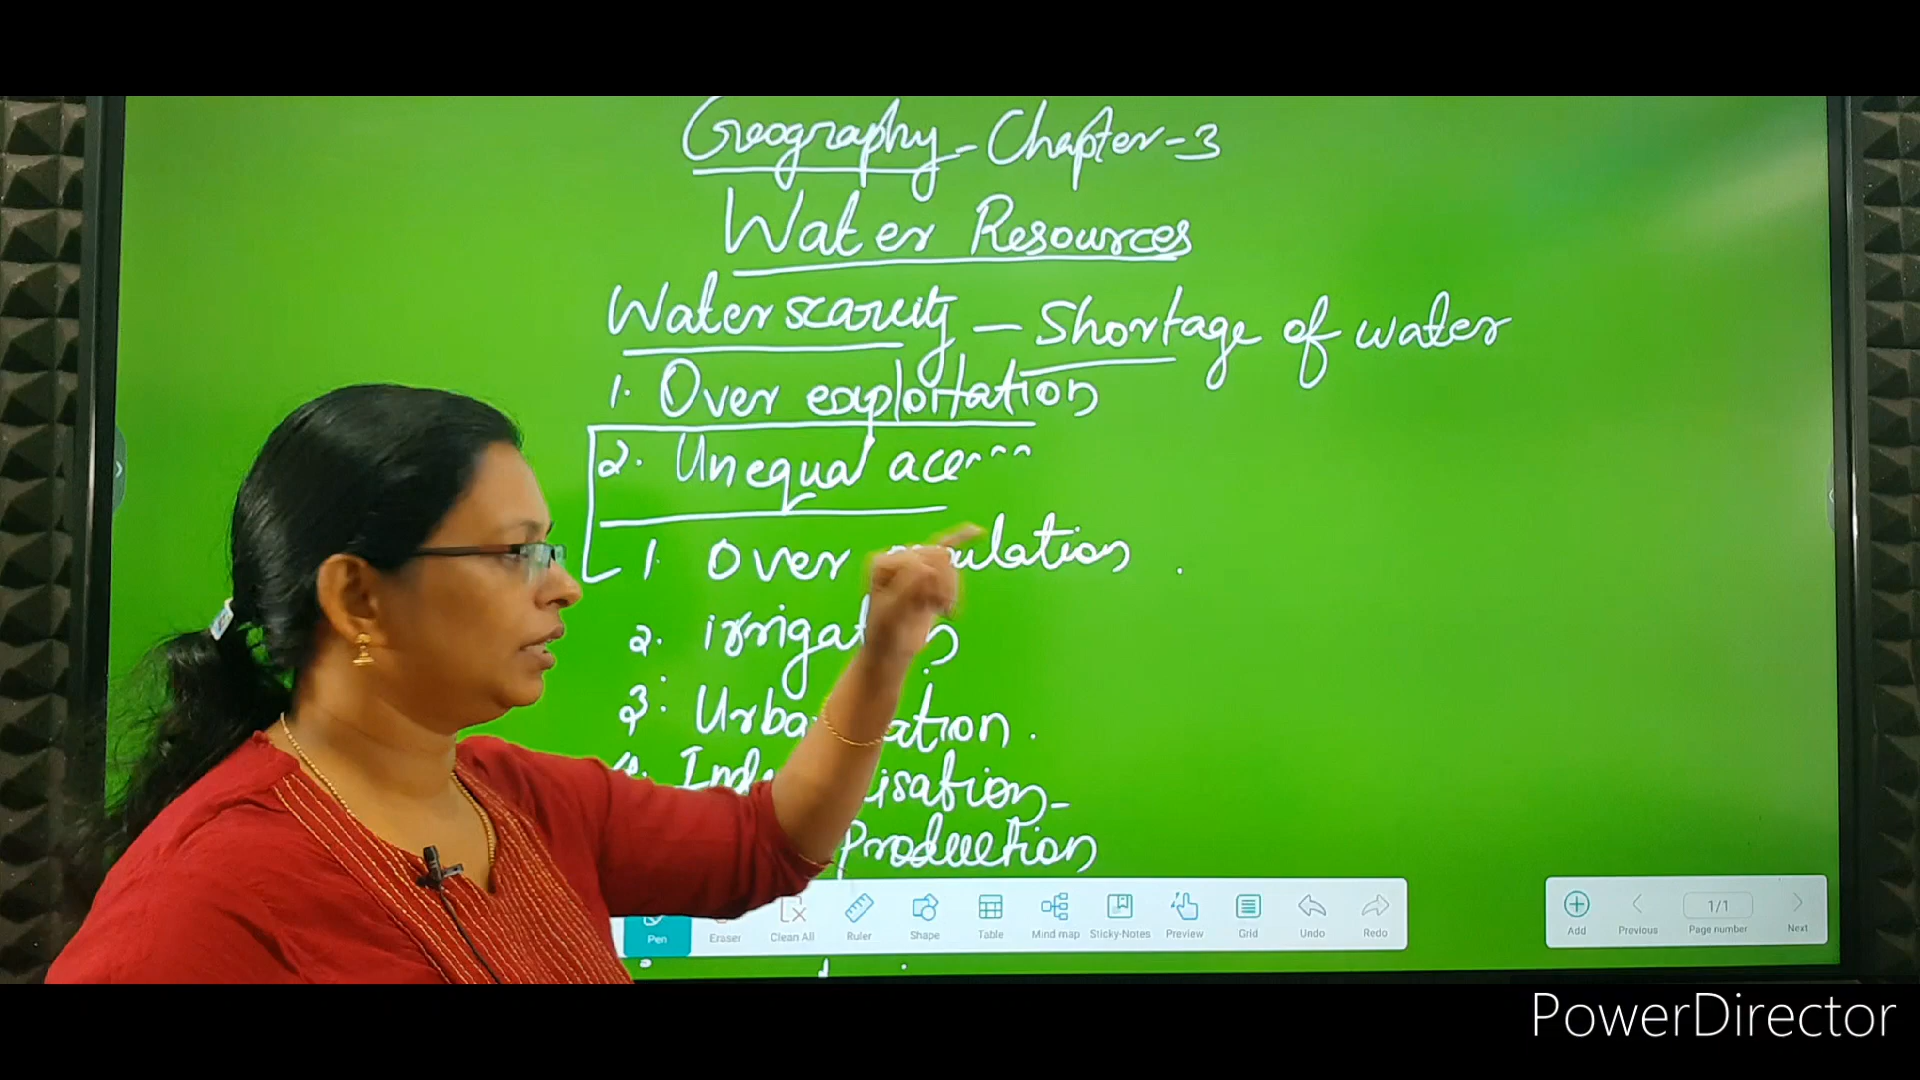 Geography - Chapter - 3
Water Resources
Water scarcity - Shortage of water
1. Over exploitation
2. Unequal
1. Over
2.
3.
Production
Pen Eraser Clean All Ruler Shape Table Mind map Sticky-Notes Preview Grid Undo Redo
Add Previous 1/1 Page number Next
PowerDirector